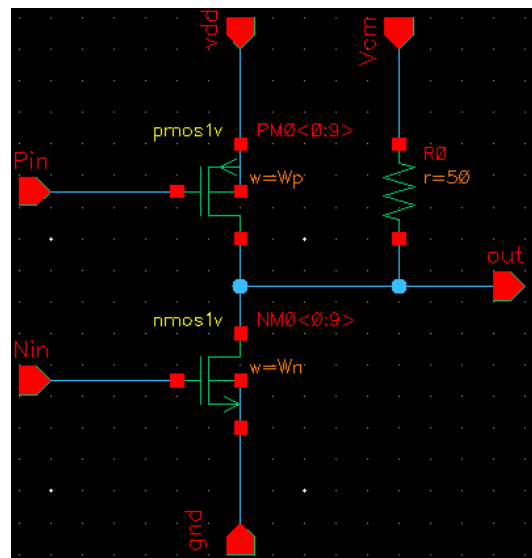 vdd
Vcm
pmos1v
PM0<0:9>
Pin
w=Wp
R0
r=50
out
nmos1v
NM0<0:9>
Nin
w=Wn
gnd